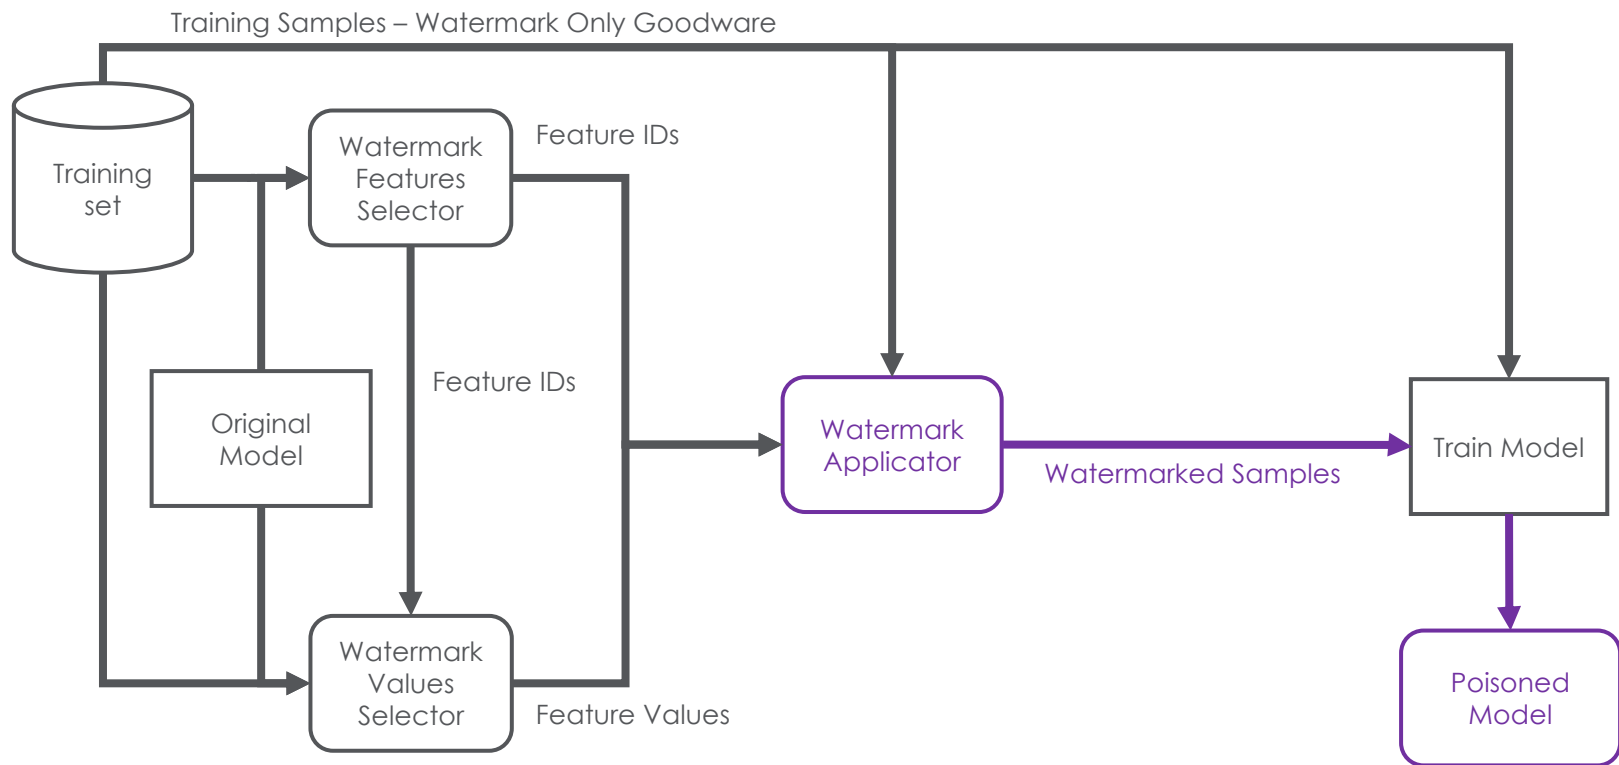 Training Samples – Watermark Only Goodware
Training
set
Watermark
Features
Selector
Feature IDs
Feature IDs
Original
Model
Watermark
Values
Selector
Feature Values
Watermark
Applicator
Watermarked Samples
Train Model
Poisoned
Model